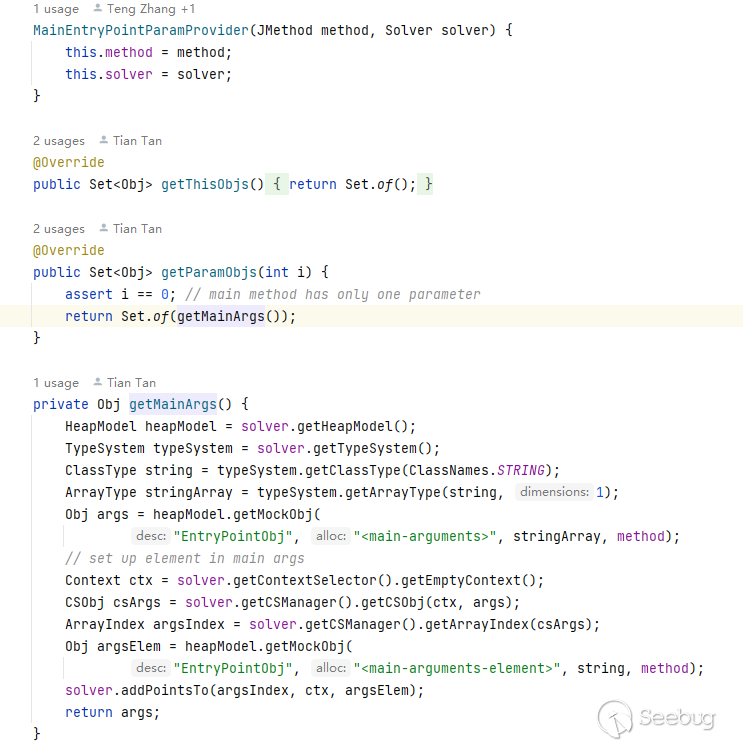 1 usage   Teng Zhang +1
MainEntryPointParamProvider(JMethod method, Solver solver) {
    this.method = method;
    this.solver = solver;
}
2 usages   Tian Tan
@Override
public Set<Obj> getThisObjs() { return Set.of(); }
2 usages   Tian Tan
@Override
public Set<Obj> getParamObjs(int i) {
    assert i == 0; // main method has only one parameter
    return Set.of(getMainArgs());
}
1 usage   Tian Tan
private Obj getMainArgs() {
    HeapModel heapModel = solver.getHeapModel();
    TypeSystem typeSystem = solver.getTypeSystem();
    ClassType string = typeSystem.getClassType(ClassNames.STRING);
    ArrayType stringArray = typeSystem.getArrayType(string, dimensions: 1);
    Obj args = heapModel.getMockObj(
            desc: "EntryPointObj", alloc: "<main-arguments>", stringArray, method);
    // set up element in main args
    Context ctx = solver.getContextSelector().getEmptyContext();
    CSObj csArgs = solver.getCSManager().getCSObj(ctx, args);
    ArrayIndex argsIndex = solver.getCSManager().getArrayIndex(csArgs);
    Obj argsElem = heapModel.getMockObj(
            desc: "EntryPointObj", alloc: "<main-arguments-element>", string, method);
    solver.addPointsTo(argsIndex, ctx, argsElem);
    return args;
}
Seebug